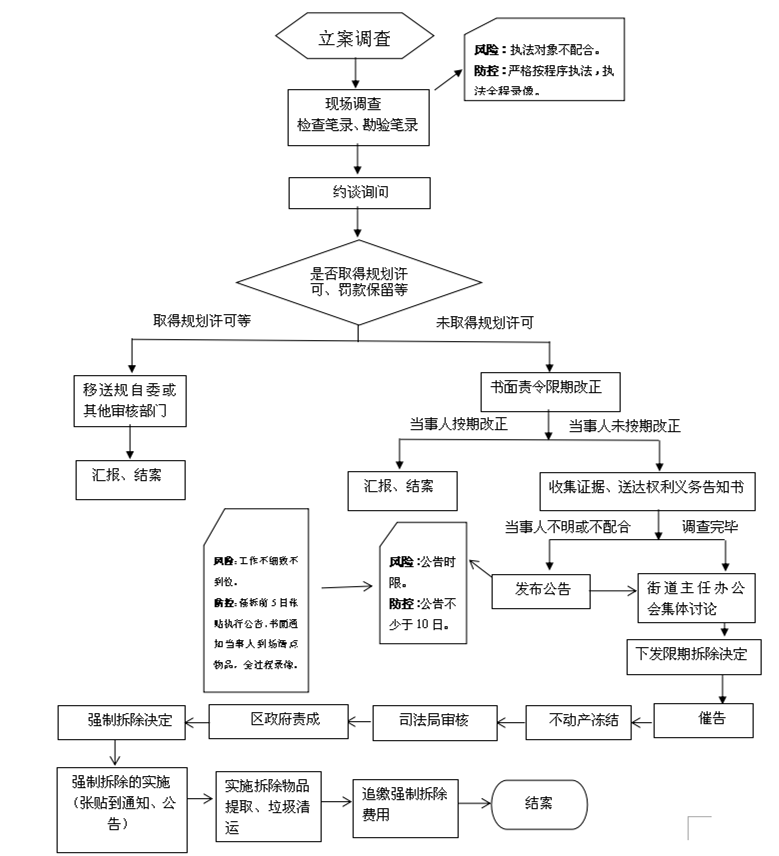 立案调查
风险：执法对象不配合。
防控：严格按程序执法，执
法全程录像。
现场调查
检查笔录、勘验笔录
约谈询问
是否取得规划许
可、罚款保留等
取得规划许可等
未取得规划许可
移送规自委或
其他审核部门
书面责令限期改正
当事人按期改正
当事人未按期改正
汇报、结案
汇报、结案
收集证据、送达权利义务告知书
当事人不明或不配合
调查完毕
风险：工作不细致不
到位。
防控：强拆前5日张
贴执行公告，书面通
知当事人到场清点
物品，全过程录像。
风险：公告时
限。
防控：公告不
少于10日。
发布公告
街道主任办公
会集体讨论
下发限期拆除决定
强制拆除决定
区政府责成
司法局审核
不动产冻结
催告
强制拆除的实施
（张贴到通知、公
告）
实施拆除物品
提取、垃圾清
运
追缴强制拆除
费用
结案